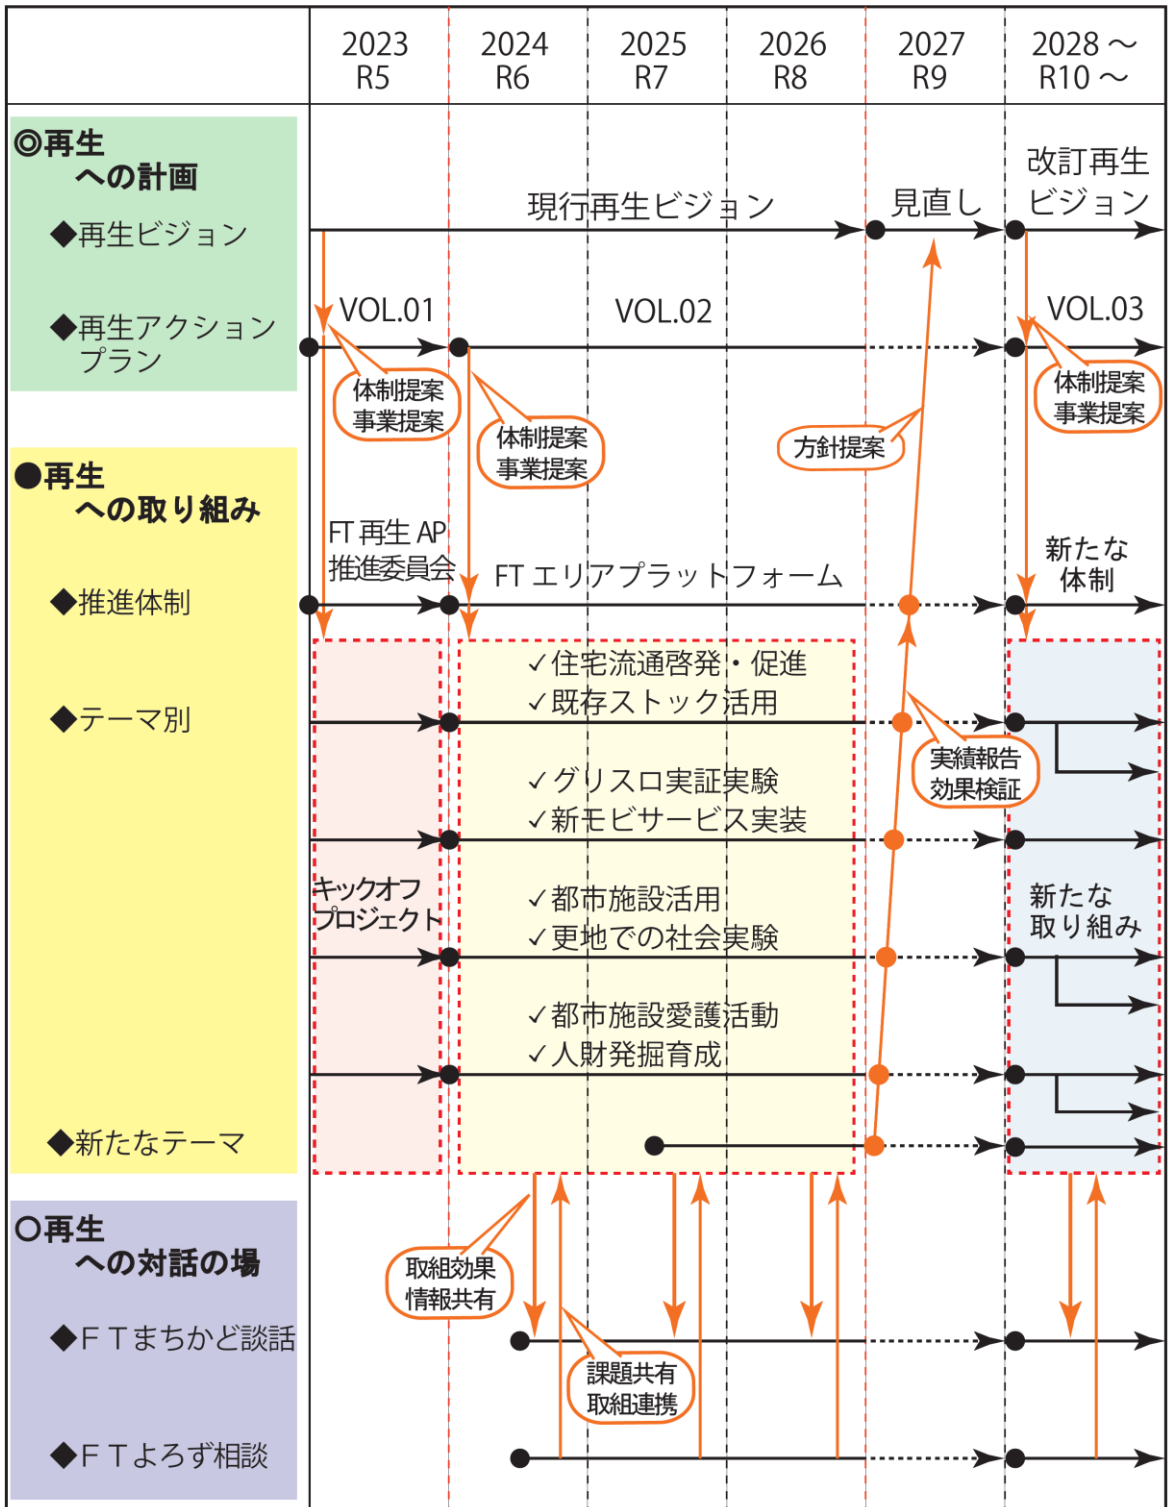 2023
R5
2024
R6
2025
R7
2026
R8
2027
R9
2028 ～
R10 ～
◎再生
への計画
◆再生ビジョン
現行再生ビジョン
見直し
改訂再生
ビジョン
◆再生アクション
プラン
VOL.01
VOL.02
VOL.03
体制提案
事業提案
体制提案
事業提案
方針提案
体制提案
事業提案
●再生
への取り組み
◆推進体制
FT 再生 AP
推進委員会
FT エリアプラットフォーム
新たな
体制
◆テーマ別
✓住宅流通啓発・促進
✓既存ストック活用
実績報告
効果検証
✓グリスロ実証実験
✓新モビサービス実装
キックオフ
プロジェクト
✓都市施設活用
✓更地での社会実験
新たな
取り組み
✓都市施設愛護活動
✓人財発掘育成
◆新たなテーマ
○再生
への対話の場
取組効果
情報共有
◆ＦＴまちかど談話
課題共有
取組連携
◆ＦＴよろず相談